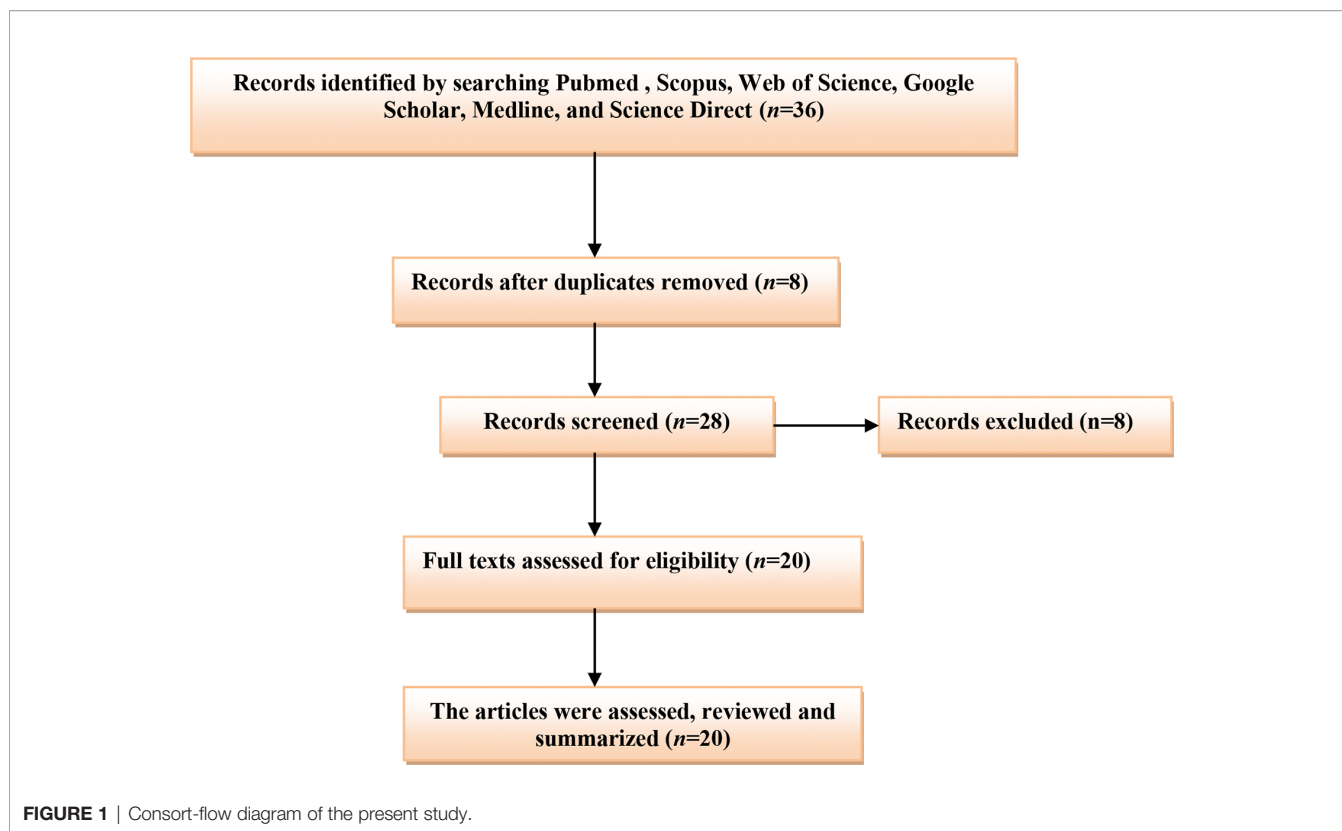 Records identified by searching Pubmed , Scopus, Web of Science, Google
Scholar, Medline, and Science Direct (n=36)
Records after duplicates removed (n=8)
Records screened (n=28)
Records excluded (n=8)
Full texts assessed for eligibility (n=20)
The articles were assessed, reviewed and
summarized (n=20)
FIGURE 1 | Consort-flow diagram of the present study.